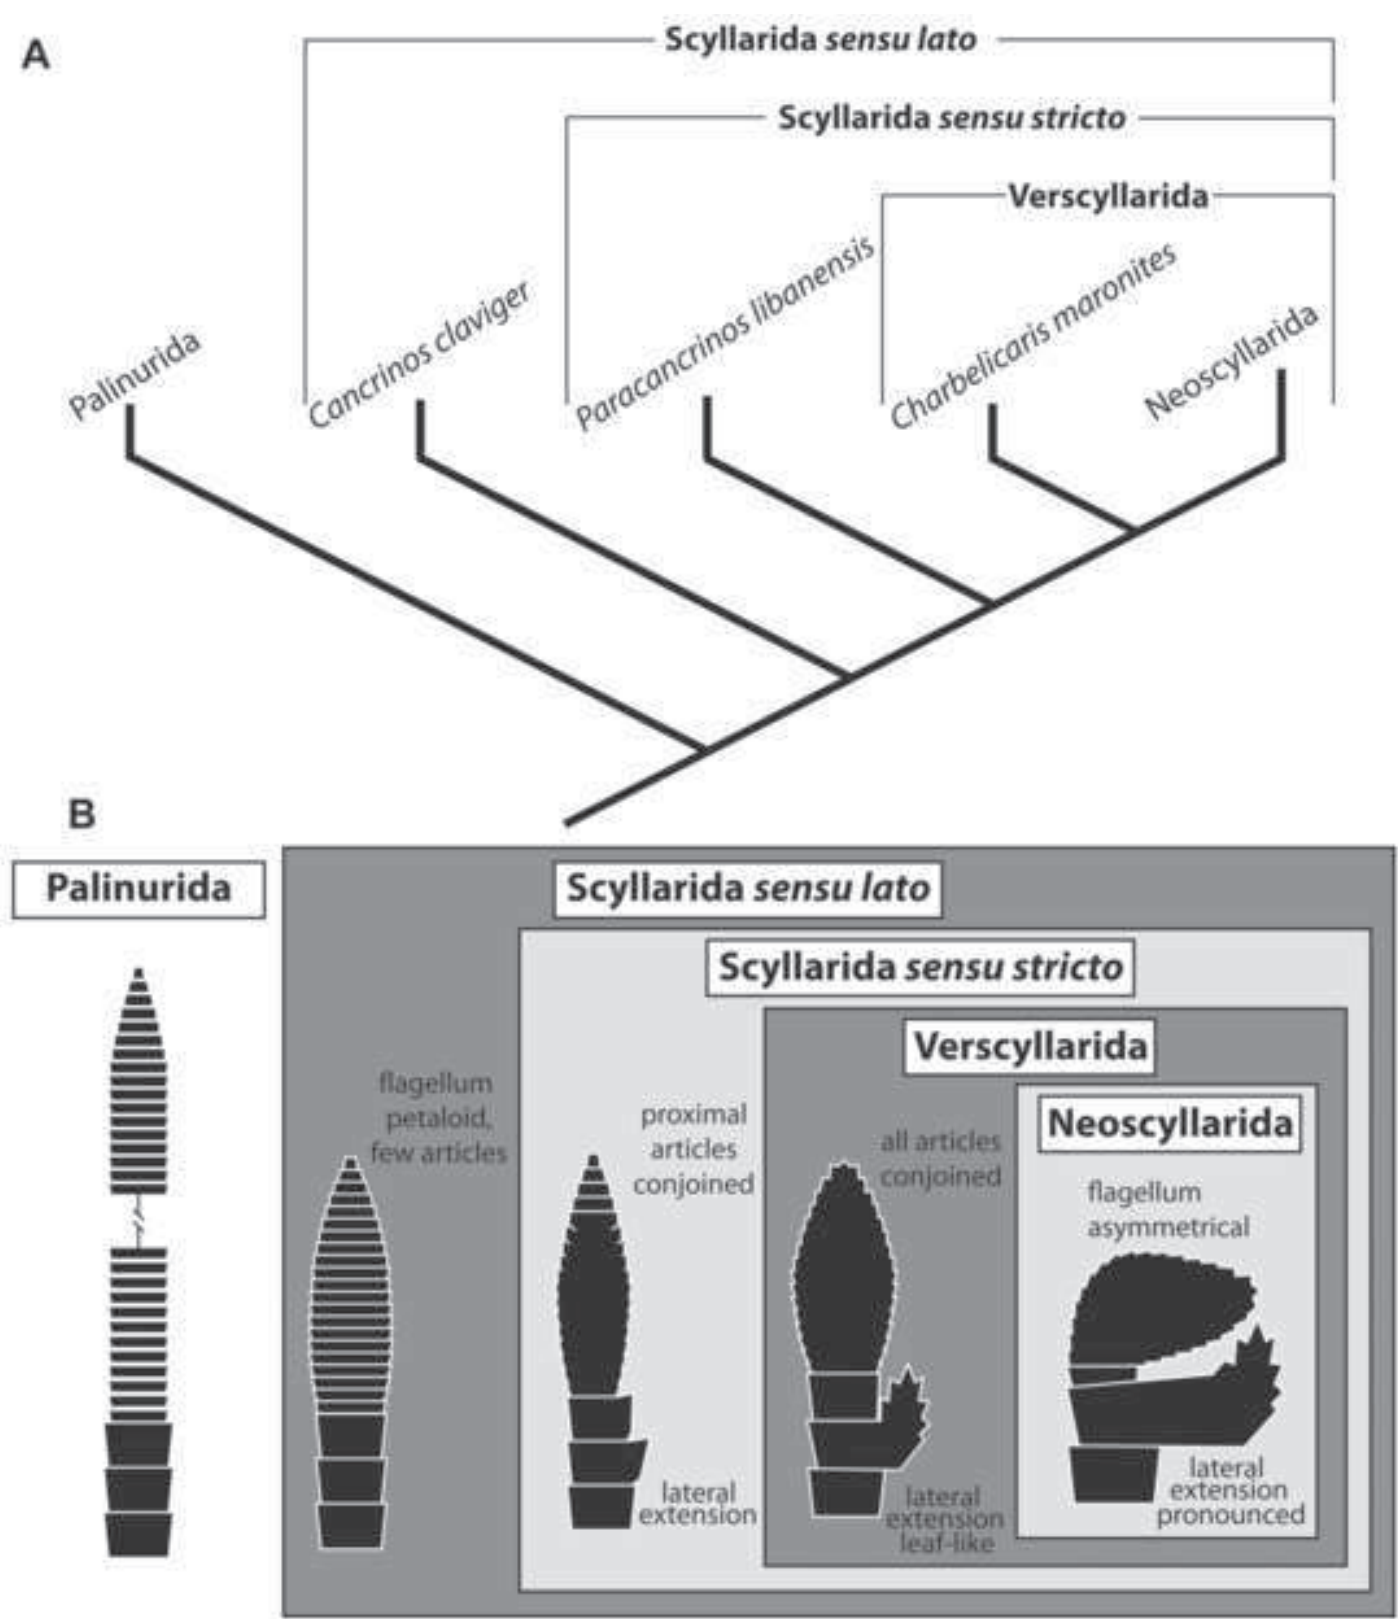 A
Scyllarida sensu lato
Scyllarida sensu stricto
Verscyllarida
Palinurida
Cancrinos claviger
Paracancrinos libanensis
Charbelicaris maronites
Neoscyllarida
B
Palinurida
Scyllarida sensu lato
Scyllarida sensu stricto
Verscyllarida
Neoscyllarida
flagellum
petaloid,
few articles
proximal
articles
conjoined
all articles
conjoined
flagellum
asymmetrical
lateral
extension
lateral
extension
leaf-like
lateral
extension
pronounced